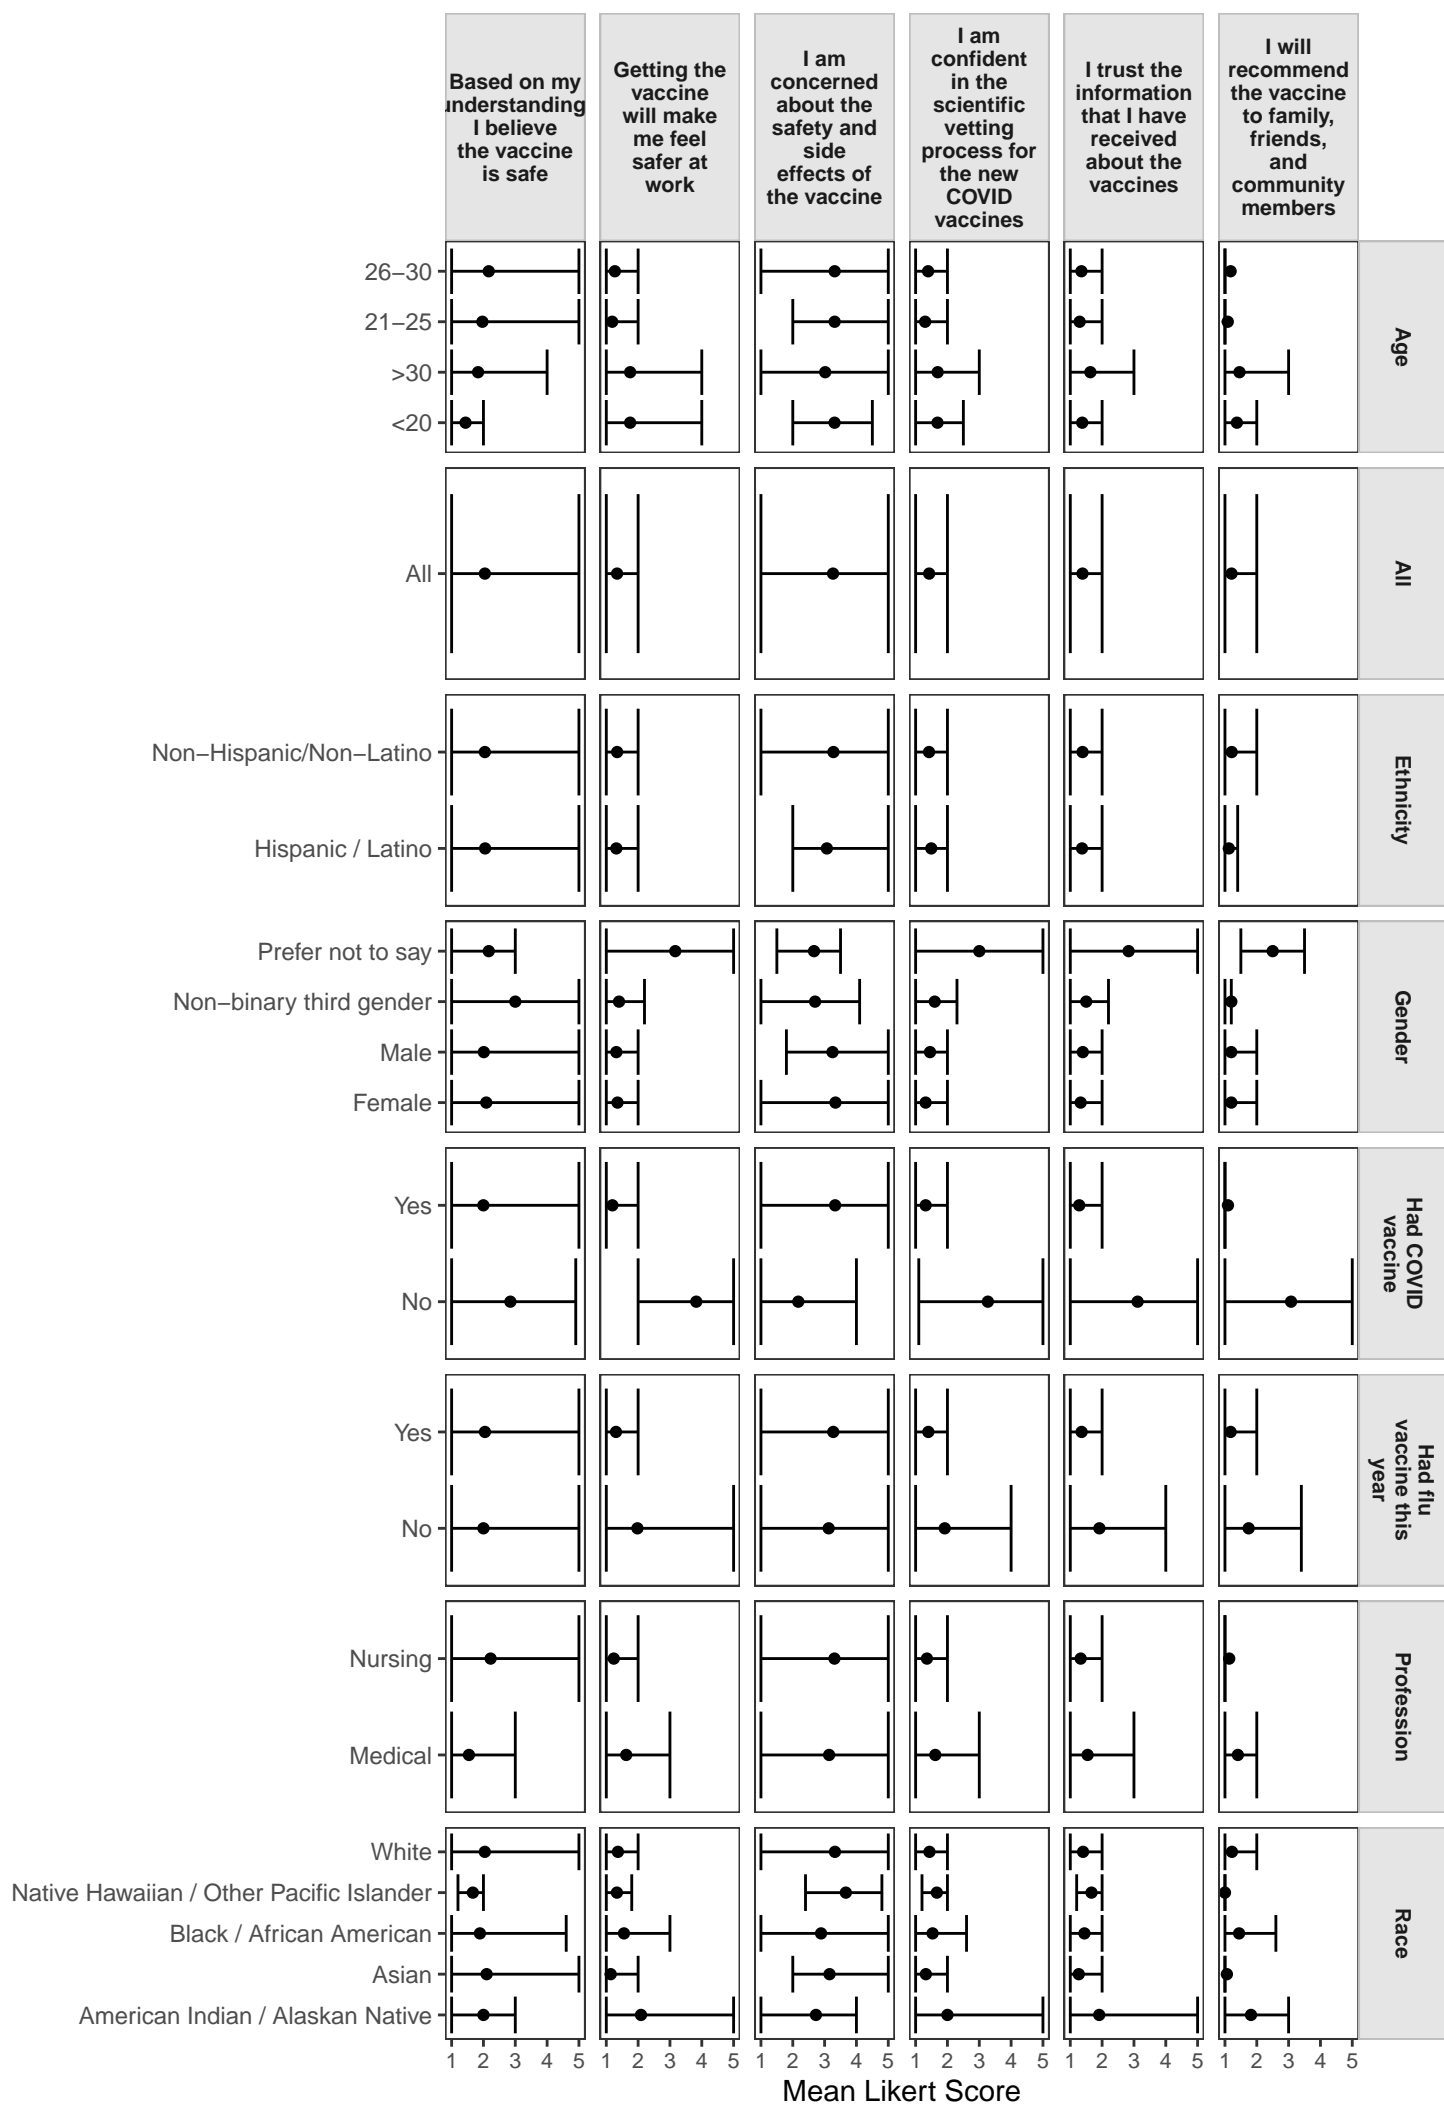 Based on my
understanding
I believe
the vaccine
is safe
Getting the
vaccine
will make
me feel
safer at
work
I am
concerned
about the
safety and
side
effects of
the vaccine
I am
confident
in the
scientific
vetting
process for
the new
COVID
vaccines
I trust the
information
that I have
received
about the
vaccines
I will
recommend
the vaccine
to family,
friends,
and
community
members
26−30
21−25
>30
<20
Age
All
All
Non−Hispanic/Non−Latino
Hispanic / Latino
Ethnicity
Prefer not to say
Non−binary third gender
Male
Female
Gender
Yes
No
Had COVID
vaccine
Yes
No
Had flu
vaccine this
year
Nursing
Medical
Profession
White
Native Hawaiian / Other Pacific Islander
Black / African American
Asian
American Indian / Alaskan Native
Race
1 2 3 4 5 1 2 3 4 5 1 2 3 4 5 1 2 3 4 5 1 2 3 4 5 1 2 3 4 5
Mean Likert Score